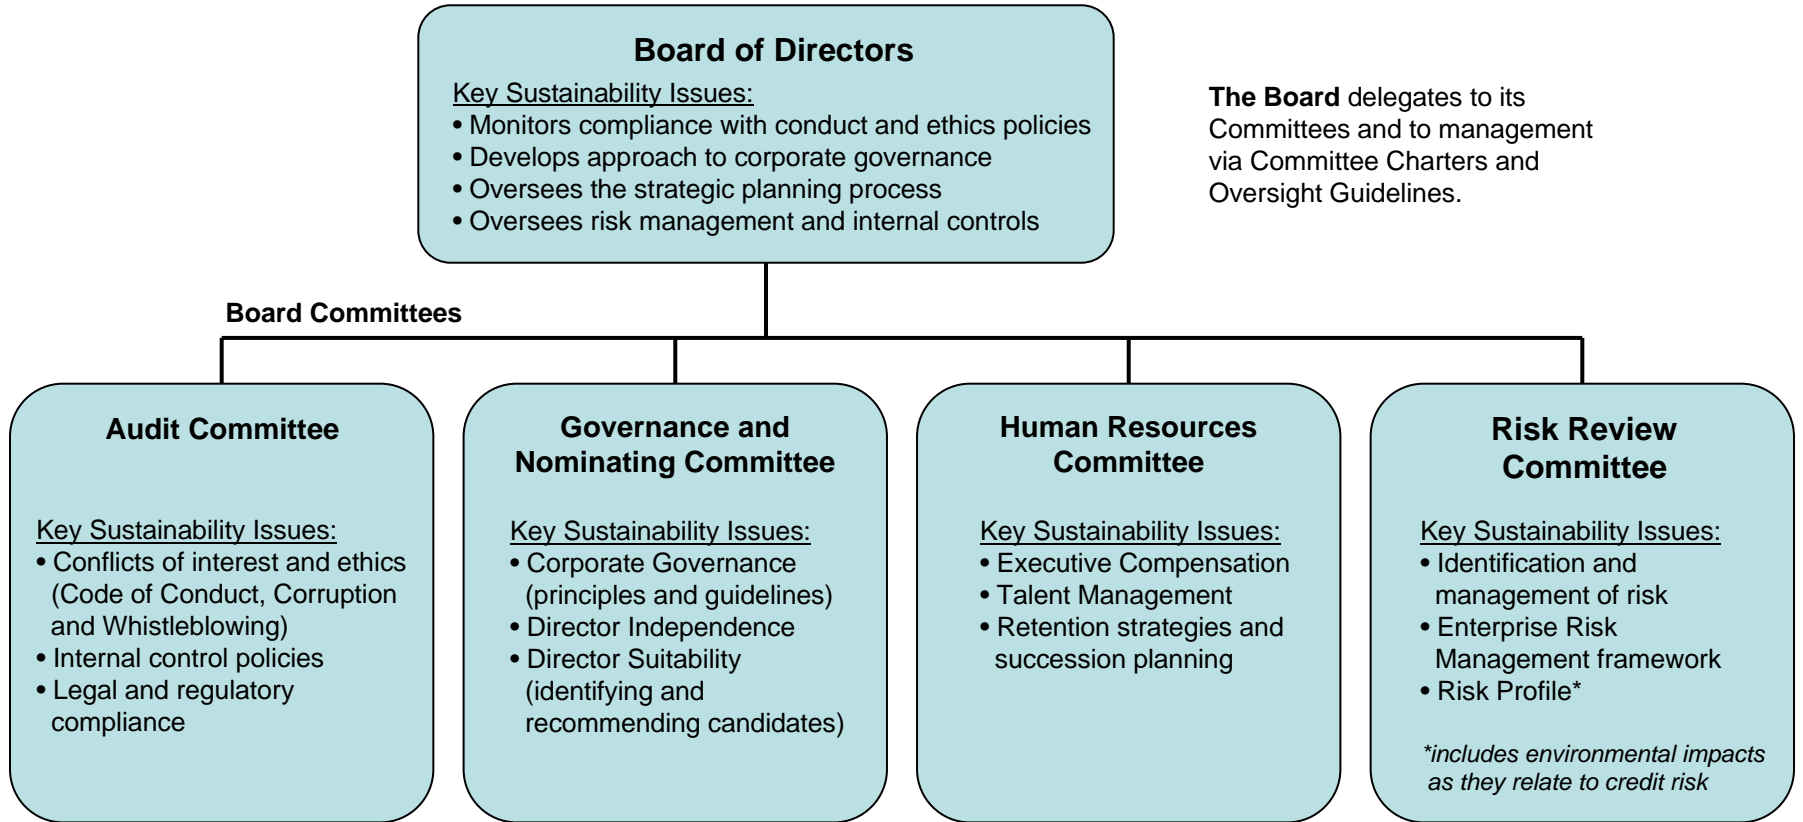 Board of Directors
Key Sustainability Issues:
• Monitors compliance with conduct and ethics policies
• Develops approach to corporate governance
• Oversees the strategic planning process
• Oversees risk management and internal controls
The Board delegates to its
Committees and to management
via Committee Charters and
Oversight Guidelines.
Board Committees
Audit Committee
Key Sustainability Issues:
• Conflicts of interest and ethics
(Code of Conduct, Corruption
and Whistleblowing)
• Internal control policies
• Legal and regulatory
compliance
Governance and
Nominating Committee
Key Sustainability Issues:
• Corporate Governance
(principles and guidelines)
• Director Independence
• Director Suitability
(identifying and
recommending candidates)
Human Resources
Committee
Key Sustainability Issues:
• Executive Compensation
• Talent Management
• Retention strategies and
succession planning
Risk Review
Committee
Key Sustainability Issues:
• Identification and
management of risk
• Enterprise Risk
Management framework
• Risk Profile*
*includes environmental impacts
as they relate to credit risk